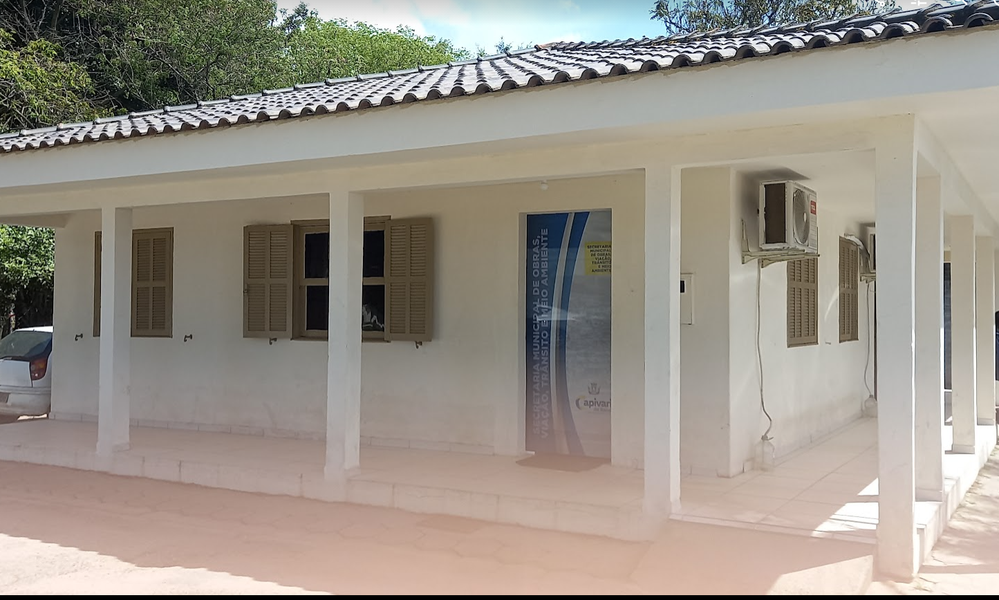 SECRETARIA MUNICIPAL DE OBRAS,
VIAÇÃO, TRÂNSITO E MEIO AMBIENTE
SECRETARIA
MUNICIPAL
DE OBRAS,
VIAÇÃO,
TRÂNSITO
E MEIO
AMBIENTE
Capivari